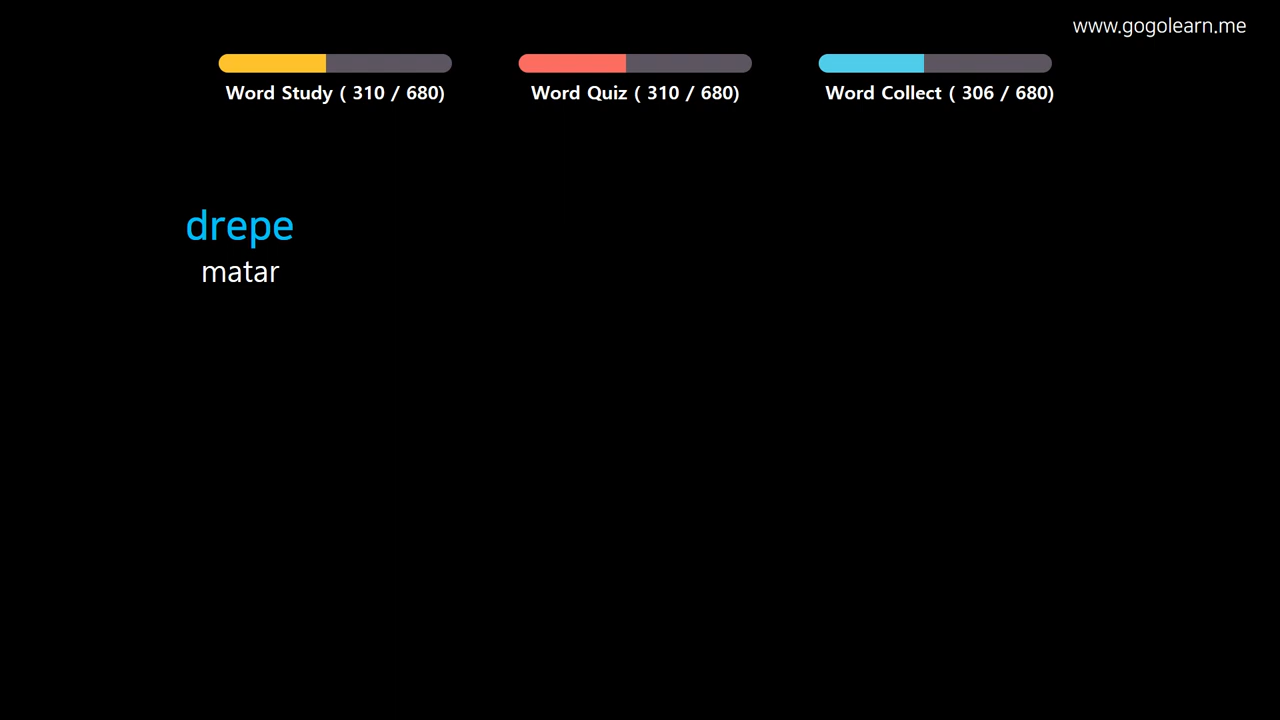 www.gogolearn.me
Word Study ( 310 / 680)
Word Quiz ( 310 / 680)
Word Collect ( 306 / 680)
drepe
matar